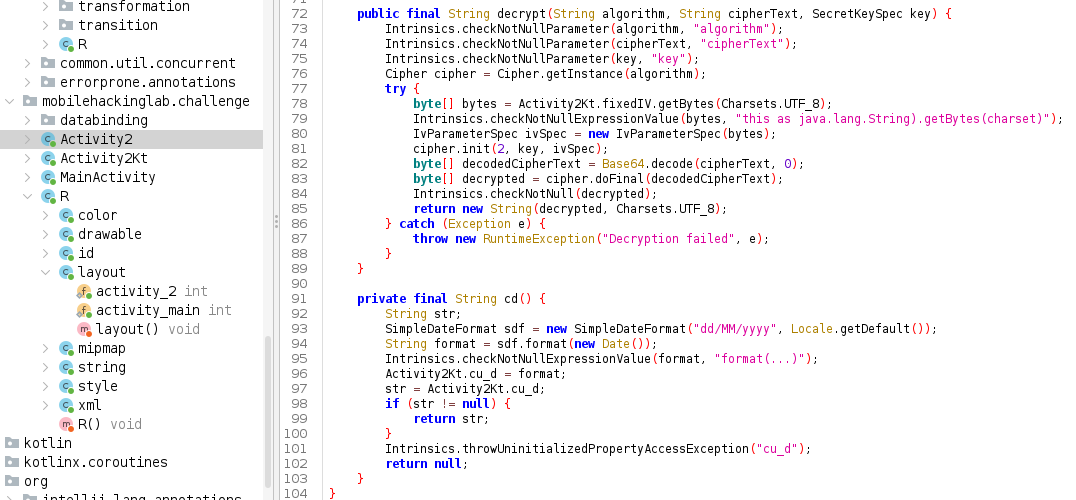 transformation
transition
R
common.util.concurrent
errorprone.annotations
mobilehackinglab.challenge
databinding
Activity2
Activity2Kt
MainActivity
R
color
drawable
id
layout
activity_2 int
activity_main int
layout() void
mipmap
string
style
xml
R() void
kotlin
kotlinx.coroutines
org
intellij.lang.annotations
71
72 public final String decrypt(String algorithm, String cipherText, SecretKeySpec key) {
73 Intrinsics.checkNotNullParameter(algorithm, "algorithm");
74 Intrinsics.checkNotNullParameter(cipherText, "cipherText");
75 Intrinsics.checkNotNullParameter(key, "key");
76 Cipher cipher = Cipher.getInstance(algorithm);
77 try {
78 byte[] bytes = Activity2Kt.fixedIV.getBytes(Charsets.UTF_8);
79 Intrinsics.checkNotNullExpressionValue(bytes, "this as java.lang.String).getBytes(charset)");
80 IvParameterSpec ivSpec = new IvParameterSpec(bytes);
81 cipher.init(2, key, ivSpec);
82 byte[] decodedCipherText = Base64.decode(cipherText, 0);
83 byte[] decrypted = cipher.doFinal(decodedCipherText);
84 Intrinsics.checkNotNull(decrypted);
85 return new String(decrypted, Charsets.UTF_8);
86 } catch (Exception e) {
87 throw new RuntimeException("Decryption failed", e);
88 }
89 }
90
91 private final String cd() {
92 String str;
93 SimpleDateFormat sdf = new SimpleDateFormat("dd/MM/yyyy", Locale.getDefault());
94 String format = sdf.format(new Date());
95 Intrinsics.checkNotNullExpressionValue(format, "format(...)");
96 Activity2Kt.cu_d = format;
97 str = Activity2Kt.cu_d;
98 if (str != null) {
99 return str;
100 }
101 Intrinsics.throwUninitializedPropertyAccessException("cu_d");
102 return null;
103 }
104 }